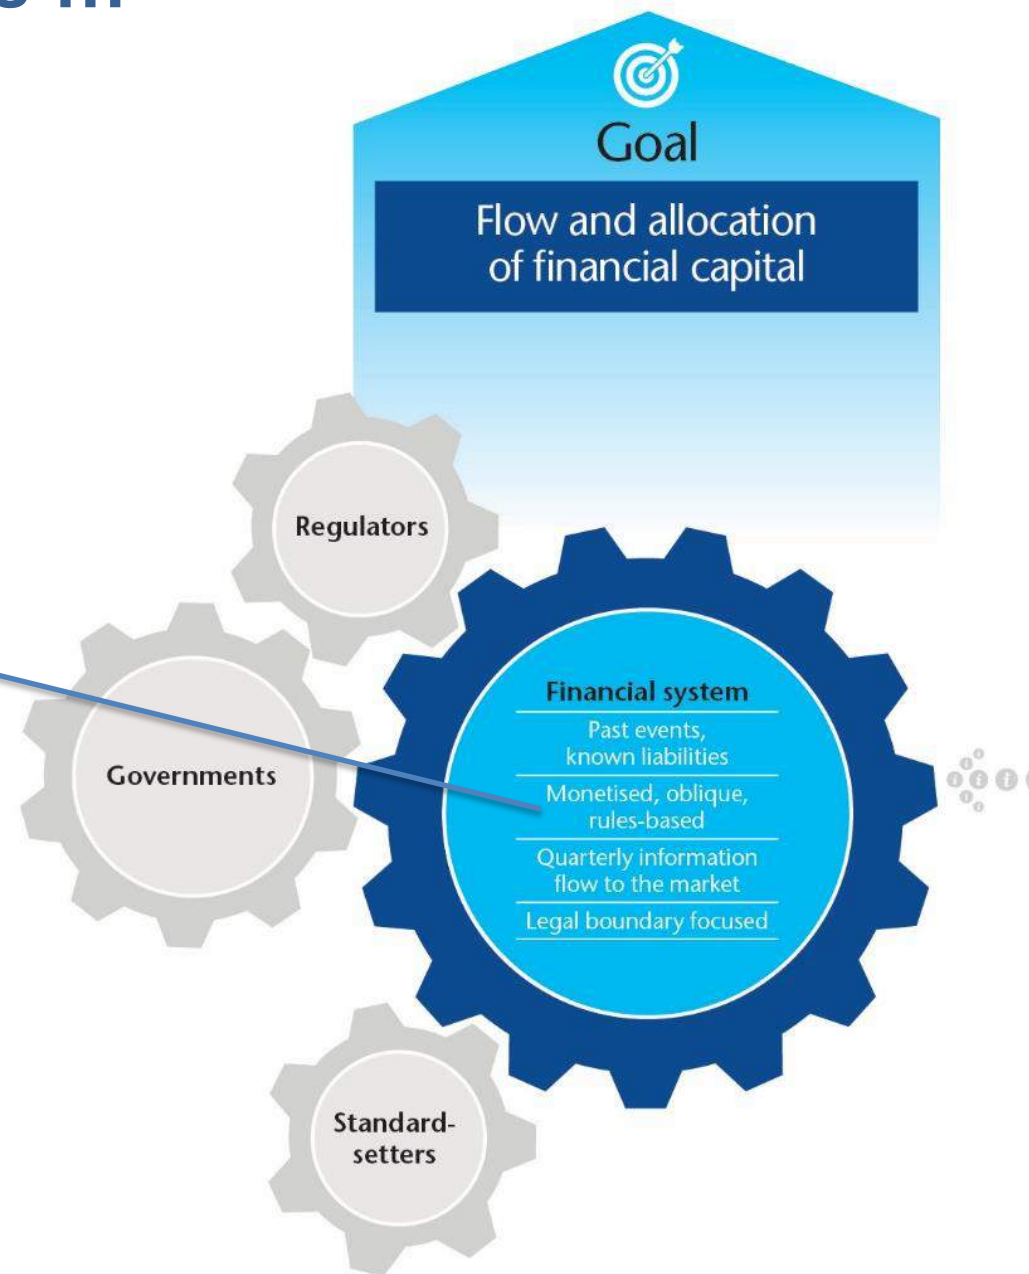 Goal
Flow and allocation
of financial capital
Regulators
Governments
Financial system
Past events,
known liabilities
Monetised, oblique,
rules-based
Quarterly information
flow to the market
Legal boundary focused
Standard-
setters